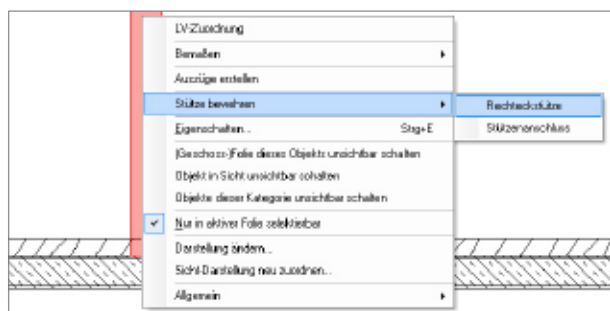 LV-Zuordnung
Bemaßen
Auszüge erstellen
Stütze bewehren
Rechteckstütze
Stützenanschluss
Eigenschaften... Strg+E
(Geschoss-)Folie dieses Objekts unsichtbar schalten
Objekt in Sicht unsichtbar schalten
Objekte dieser Kategorie unsichtbar schalten
Nur in aktiver Folie selektierbar
Darstellung ändern...
Sicht-Darstellung neu zuordnen...
Allgemein